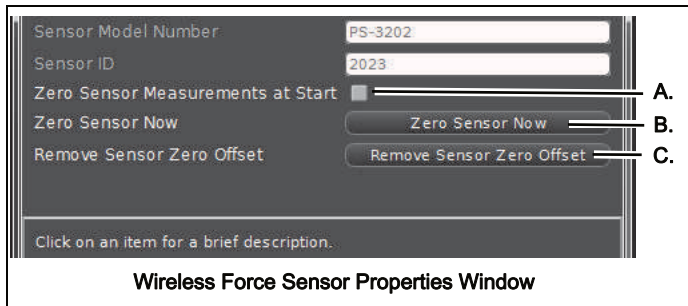 Sensor Model Number PS-3202
Sensor ID 2023
Zero Sensor Measurements at Start A.
Zero Sensor Now Zero Sensor Now B.
Remove Sensor Zero Offset Remove Sensor Zero Offset C.
Click on an item for a brief description.
Wireless Force Sensor Properties Window